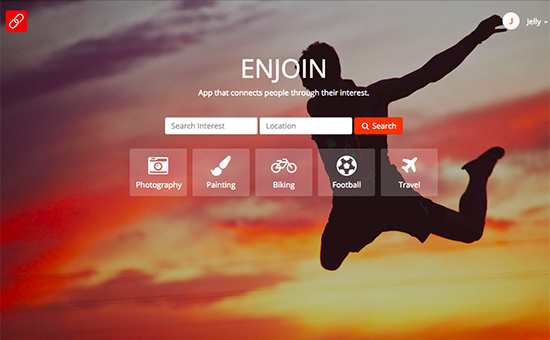 J Jelly
ENJOIN
App that connects people through their interest.
Search Interest Location Search
Photography Painting Biking Football Travel